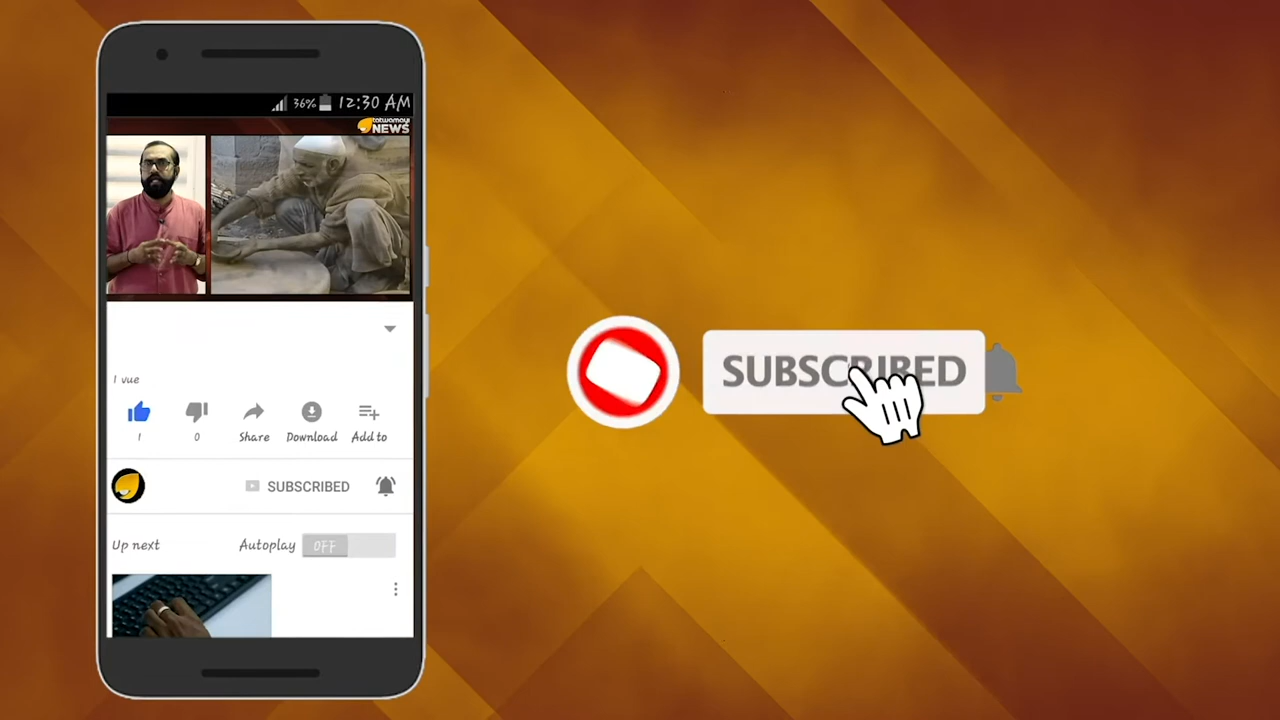 36% 12:30 AM
tatwamayi
NEWS
1 vue
1
0
Share
Download
Add to
SUBSCRIBED
Up next
Autoplay
OFF
SUBSCRIBED